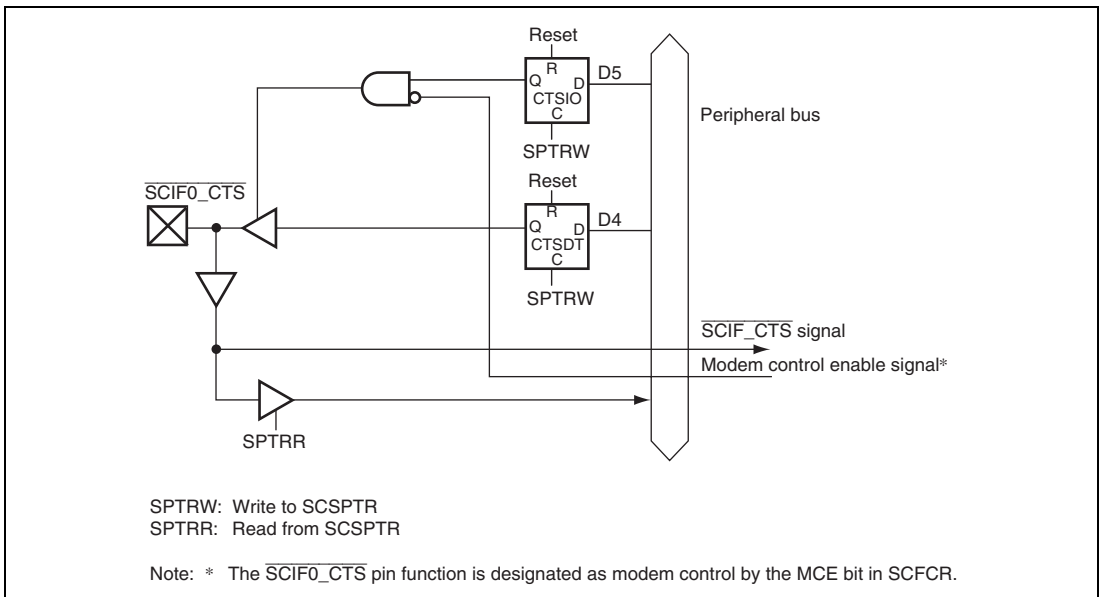 Reset
R
Q
D
D5
CTSIO
C
SPTRW
Peripheral bus
SCIF0_CTS
Reset
R
Q
D
D4
CTSDT
C
SPTRW
SCIF_CTS signal
Modem control enable signal*
SPTRR
SPTRW: Write to SCSPTR
SPTRR: Read from SCSPTR
Note: * The SCIF0_CTS pin function is designated as modem control by the MCE bit in SCFCR.